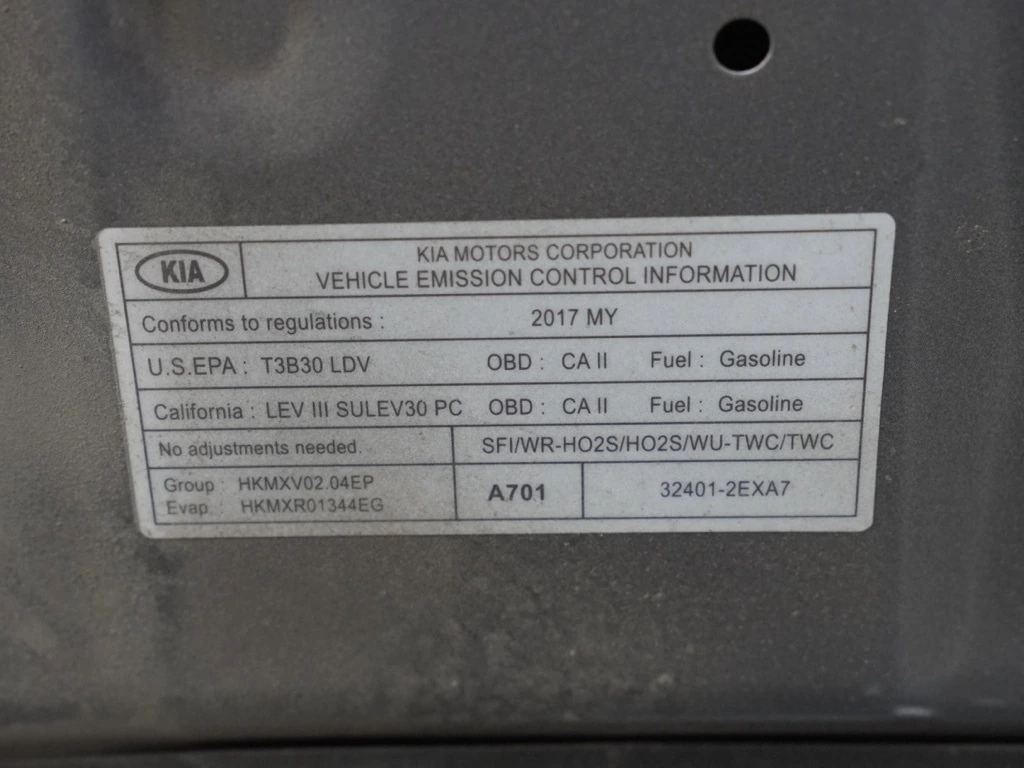 KIA
KIA MOTORS CORPORATION
VEHICLE EMISSION CONTROL INFORMATION
Conforms to regulations : 2017 MY
U.S.EPA : T3B30 LDV OBD : CA II Fuel : Gasoline
California : LEV III SULEV30 PC OBD : CA II Fuel : Gasoline
No adjustments needed. SFI/WR-HO2S/HO2S/WU-TWC/TWC
Group : HKMXV02.04EP
Evap : HKMXR01344EG
A701 32401-2EXA7